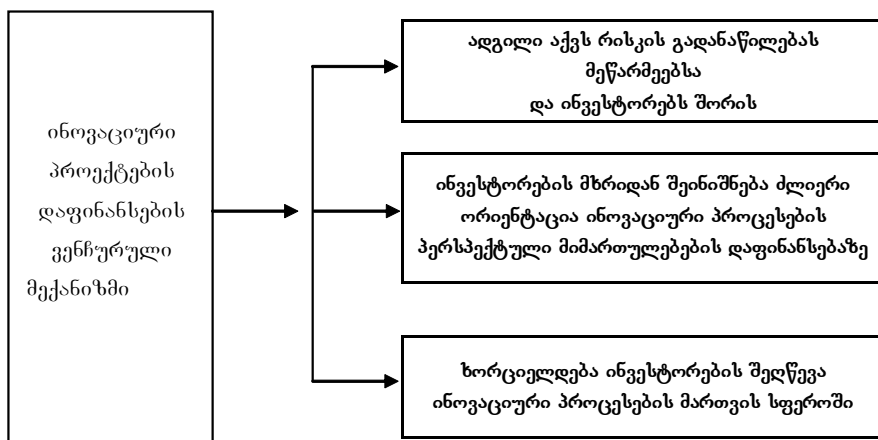 ინოვაციური
პროექტების
დაფინანსების
ვენჩურული
მექანიზმი
ადგილი აქვს რისკის გადანაწილებას
მეწარმეებსა
და ინვესტორებს შორის
ინვესტორების მხრიდან შეინიშნება ძლიერი
ორიენტაცია ინოვაციური პროცესების
პერსპექტული მიმართულებების დაფინანსებაზე
ხორციელდება ინვესტორების შეღწევა
ინოვაციური პროცესების მართვის სფეროში